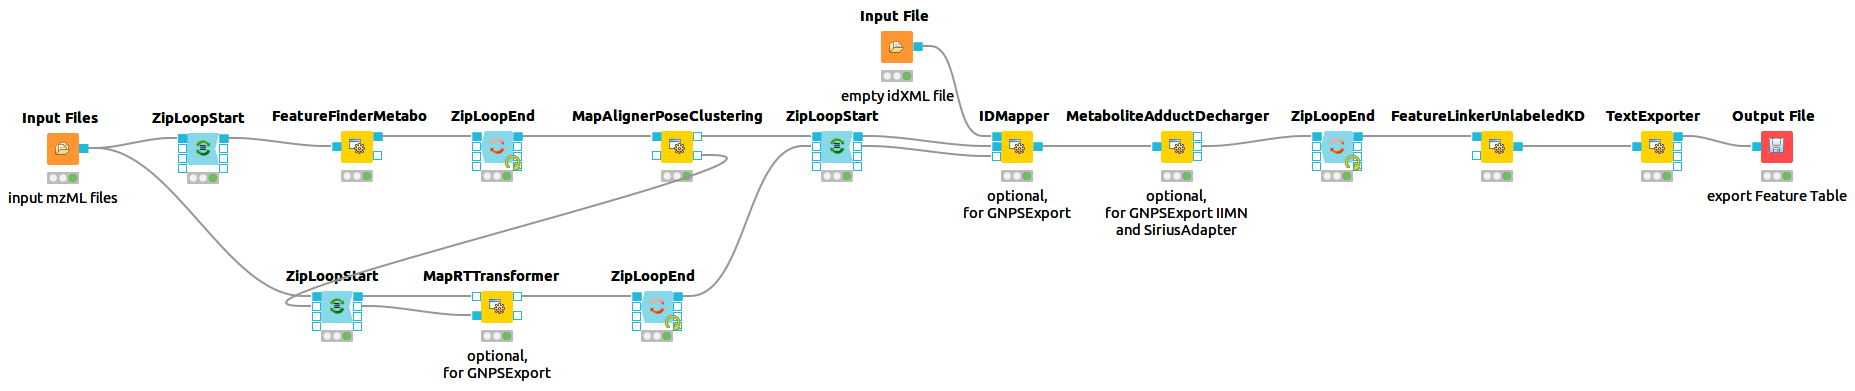 Input File
empty idXML file
Input Files
input mzML files
ZipLoopStart
FeatureFinderMetabo
ZipLoopEnd
MapAlignerPoseClustering
ZipLoopStart
IDMapper
optional,
for GNPSExport
MetaboliteAdductDecharger
optional,
for GNPSExport IIMN
and SiriusAdapter
ZipLoopEnd
FeatureLinkerUnlabeledKD
TextExporter
Output File
export Feature Table
ZipLoopStart
MapRTTransformer
optional,
for GNPSExport
ZipLoopEnd